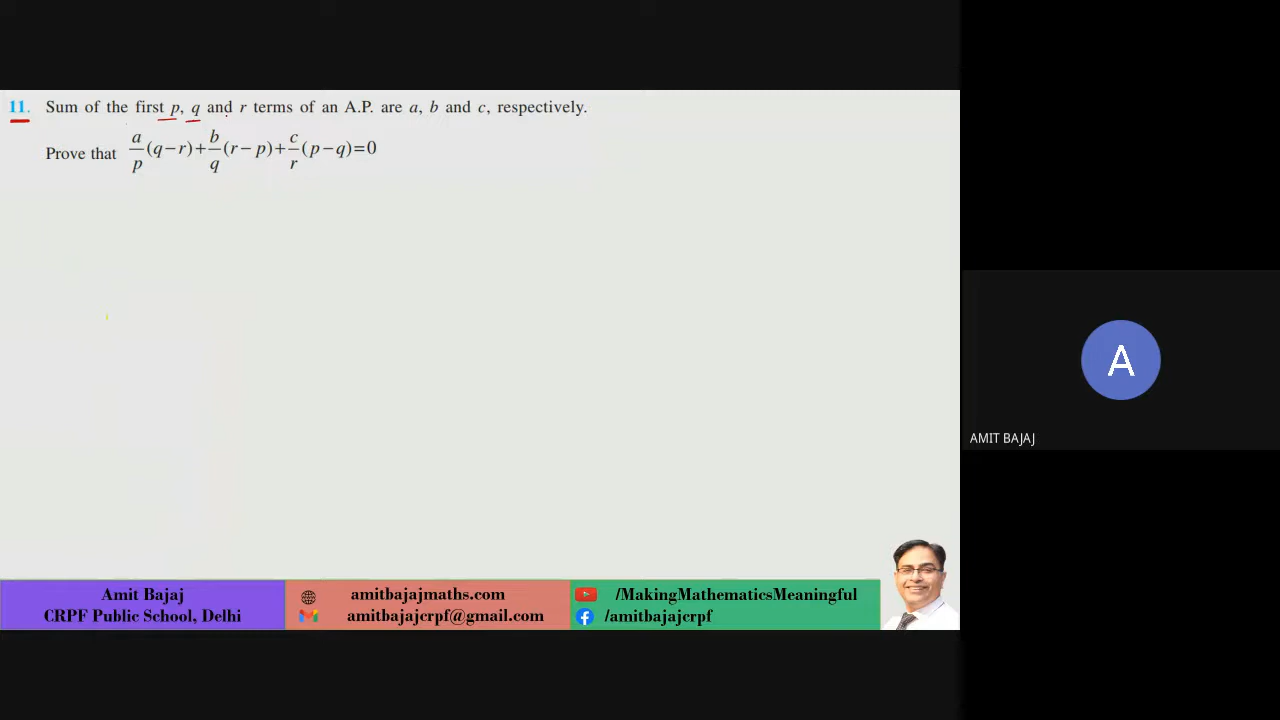 11. Sum of the first p, q and r terms of an A.P. are a, b and c, respectively.
Prove that a/p (q−r)+ b/q (r−p)+ c/r (p−q)=0
A
AMIT BAJAJ
Amit Bajaj
CRPF Public School, Delhi
amitbajajmaths.com
amitbajajcrpf@gmail.com
/MakingMathematicsMeaningful
/amitbajajcrpf